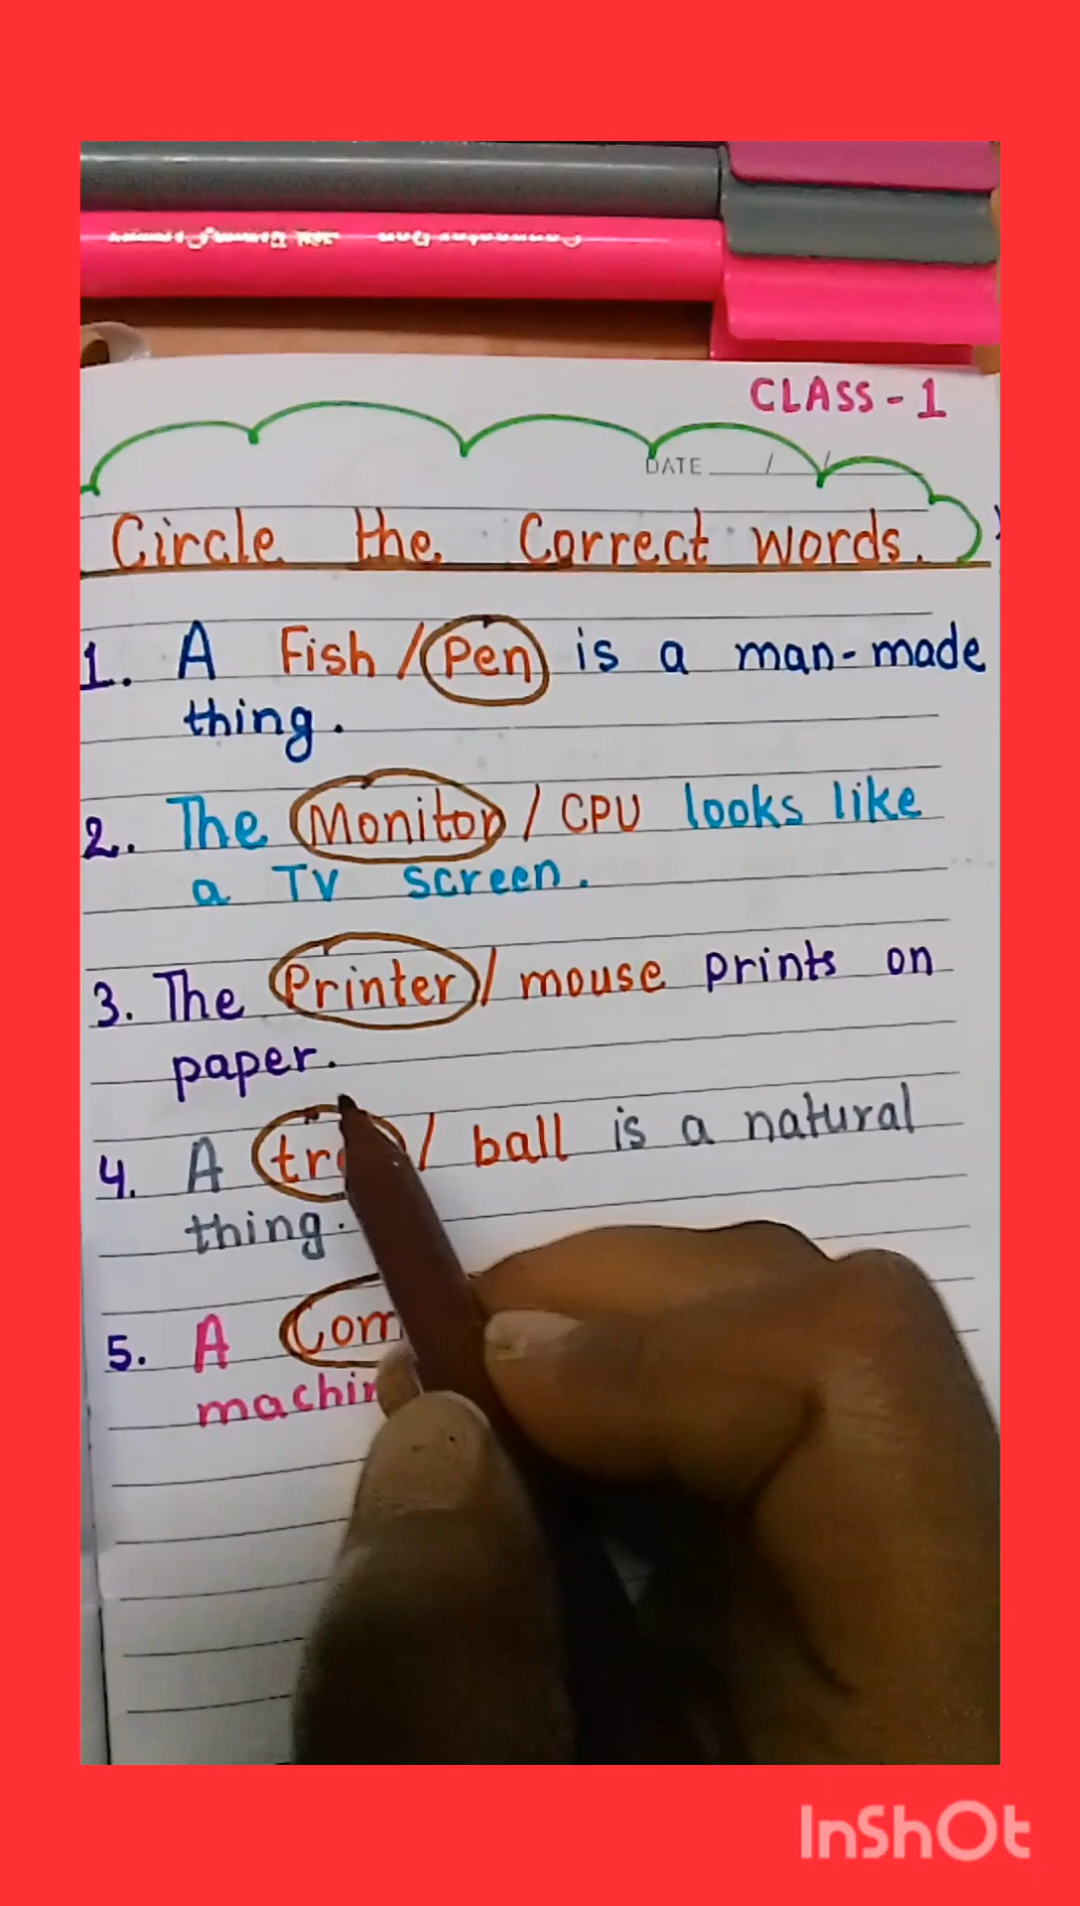 CLASS - 1
DATE / /
Circle the Correct words.
1. A Fish / Pen is a man-made
thing.
2. The Monitor / CPU looks like
a TV screen.
3. The Printer / mouse prints on
paper.
4. A / ball is a natural
thing.
5. A
InShOt